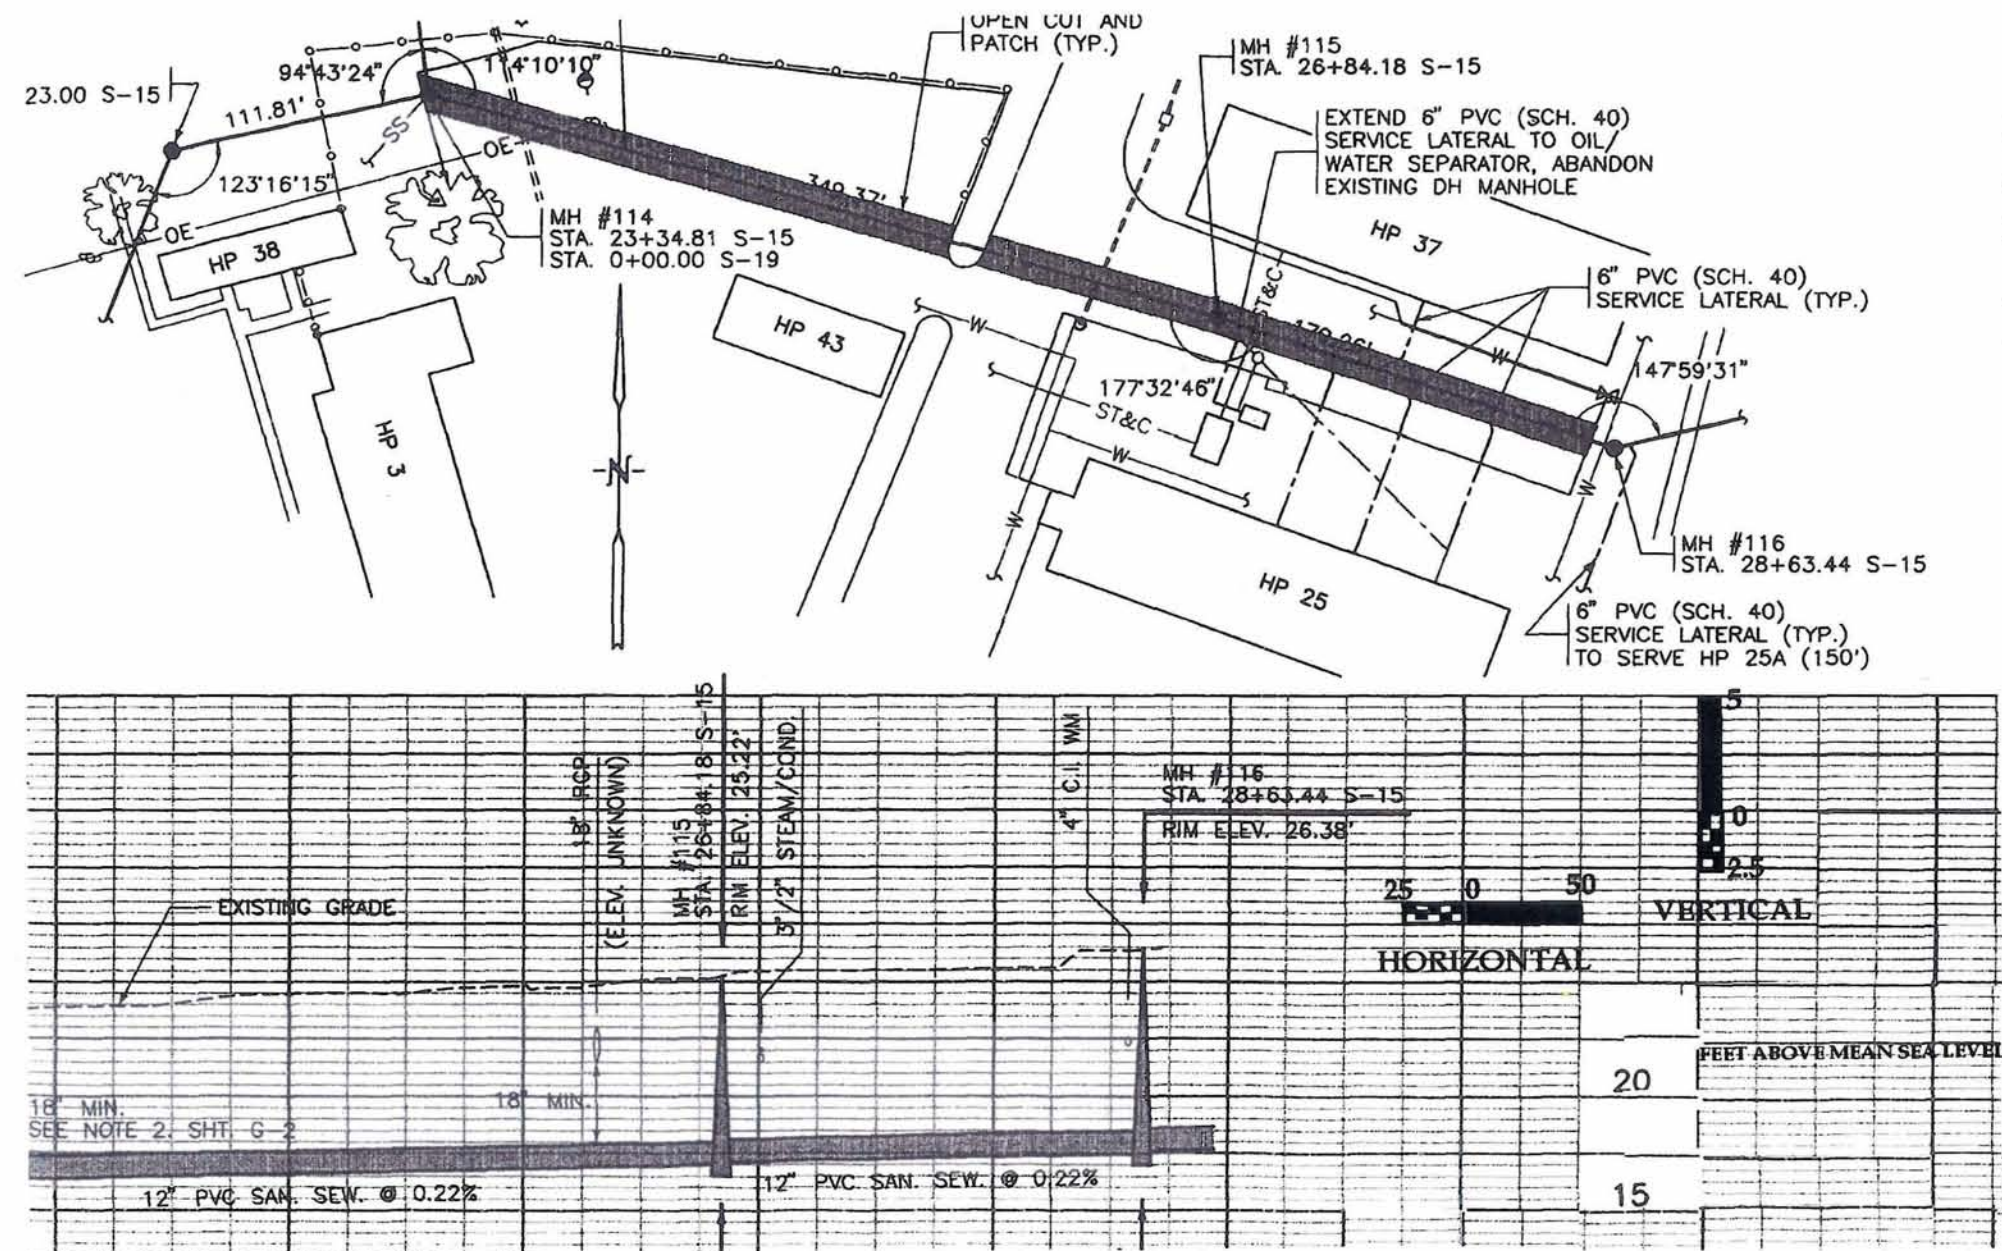 OPEN CUT AND
PATCH (TYP.)
MH #115
STA. 26+84.18 S-15
94°43'24"
114°10'10"
23.00 S-15
111.81'
EXTEND 6" PVC (SCH. 40)
SERVICE LATERAL TO OIL/
WATER SEPARATOR, ABANDON
EXISTING DH MANHOLE
SS
OE
123°16'15"
349.37'
MH #114
STA. 23+34.81 S-15
STA. 0+00.00 S-19
OE
HP 38
HP 37
6" PVC (SCH. 40)
SERVICE LATERAL (TYP.)
ST&C
HP 43
W
W
147°59'31"
177°32'46"
ST&C
HP 3
W
N
W
W
MH #116
STA. 28+63.44 S-15
HP 25
6" PVC (SCH. 40)
SERVICE LATERAL (TYP.)
TO SERVE HP 25A (150')
18" RCP
(ELEV. UNKNOWN)
MH #115
STA. 26+84.18 S-15
RIM ELEV. 25.22'
3"/2" STEAM/COND.
4" C.I. WM
MH #116
STA. 28+63.44 S-15
RIM ELEV. 26.38'
5
0
2.5
VERTICAL
25 0 50
HORIZONTAL
EXISTING GRADE
FEET ABOVE MEAN SEA LEVEL
20
18" MIN.
SEE NOTE 2. SHT. G-2
18" MIN.
12" PVC SAN. SEW. @ 0.22%
12" PVC SAN. SEW. @ 0.22%
15